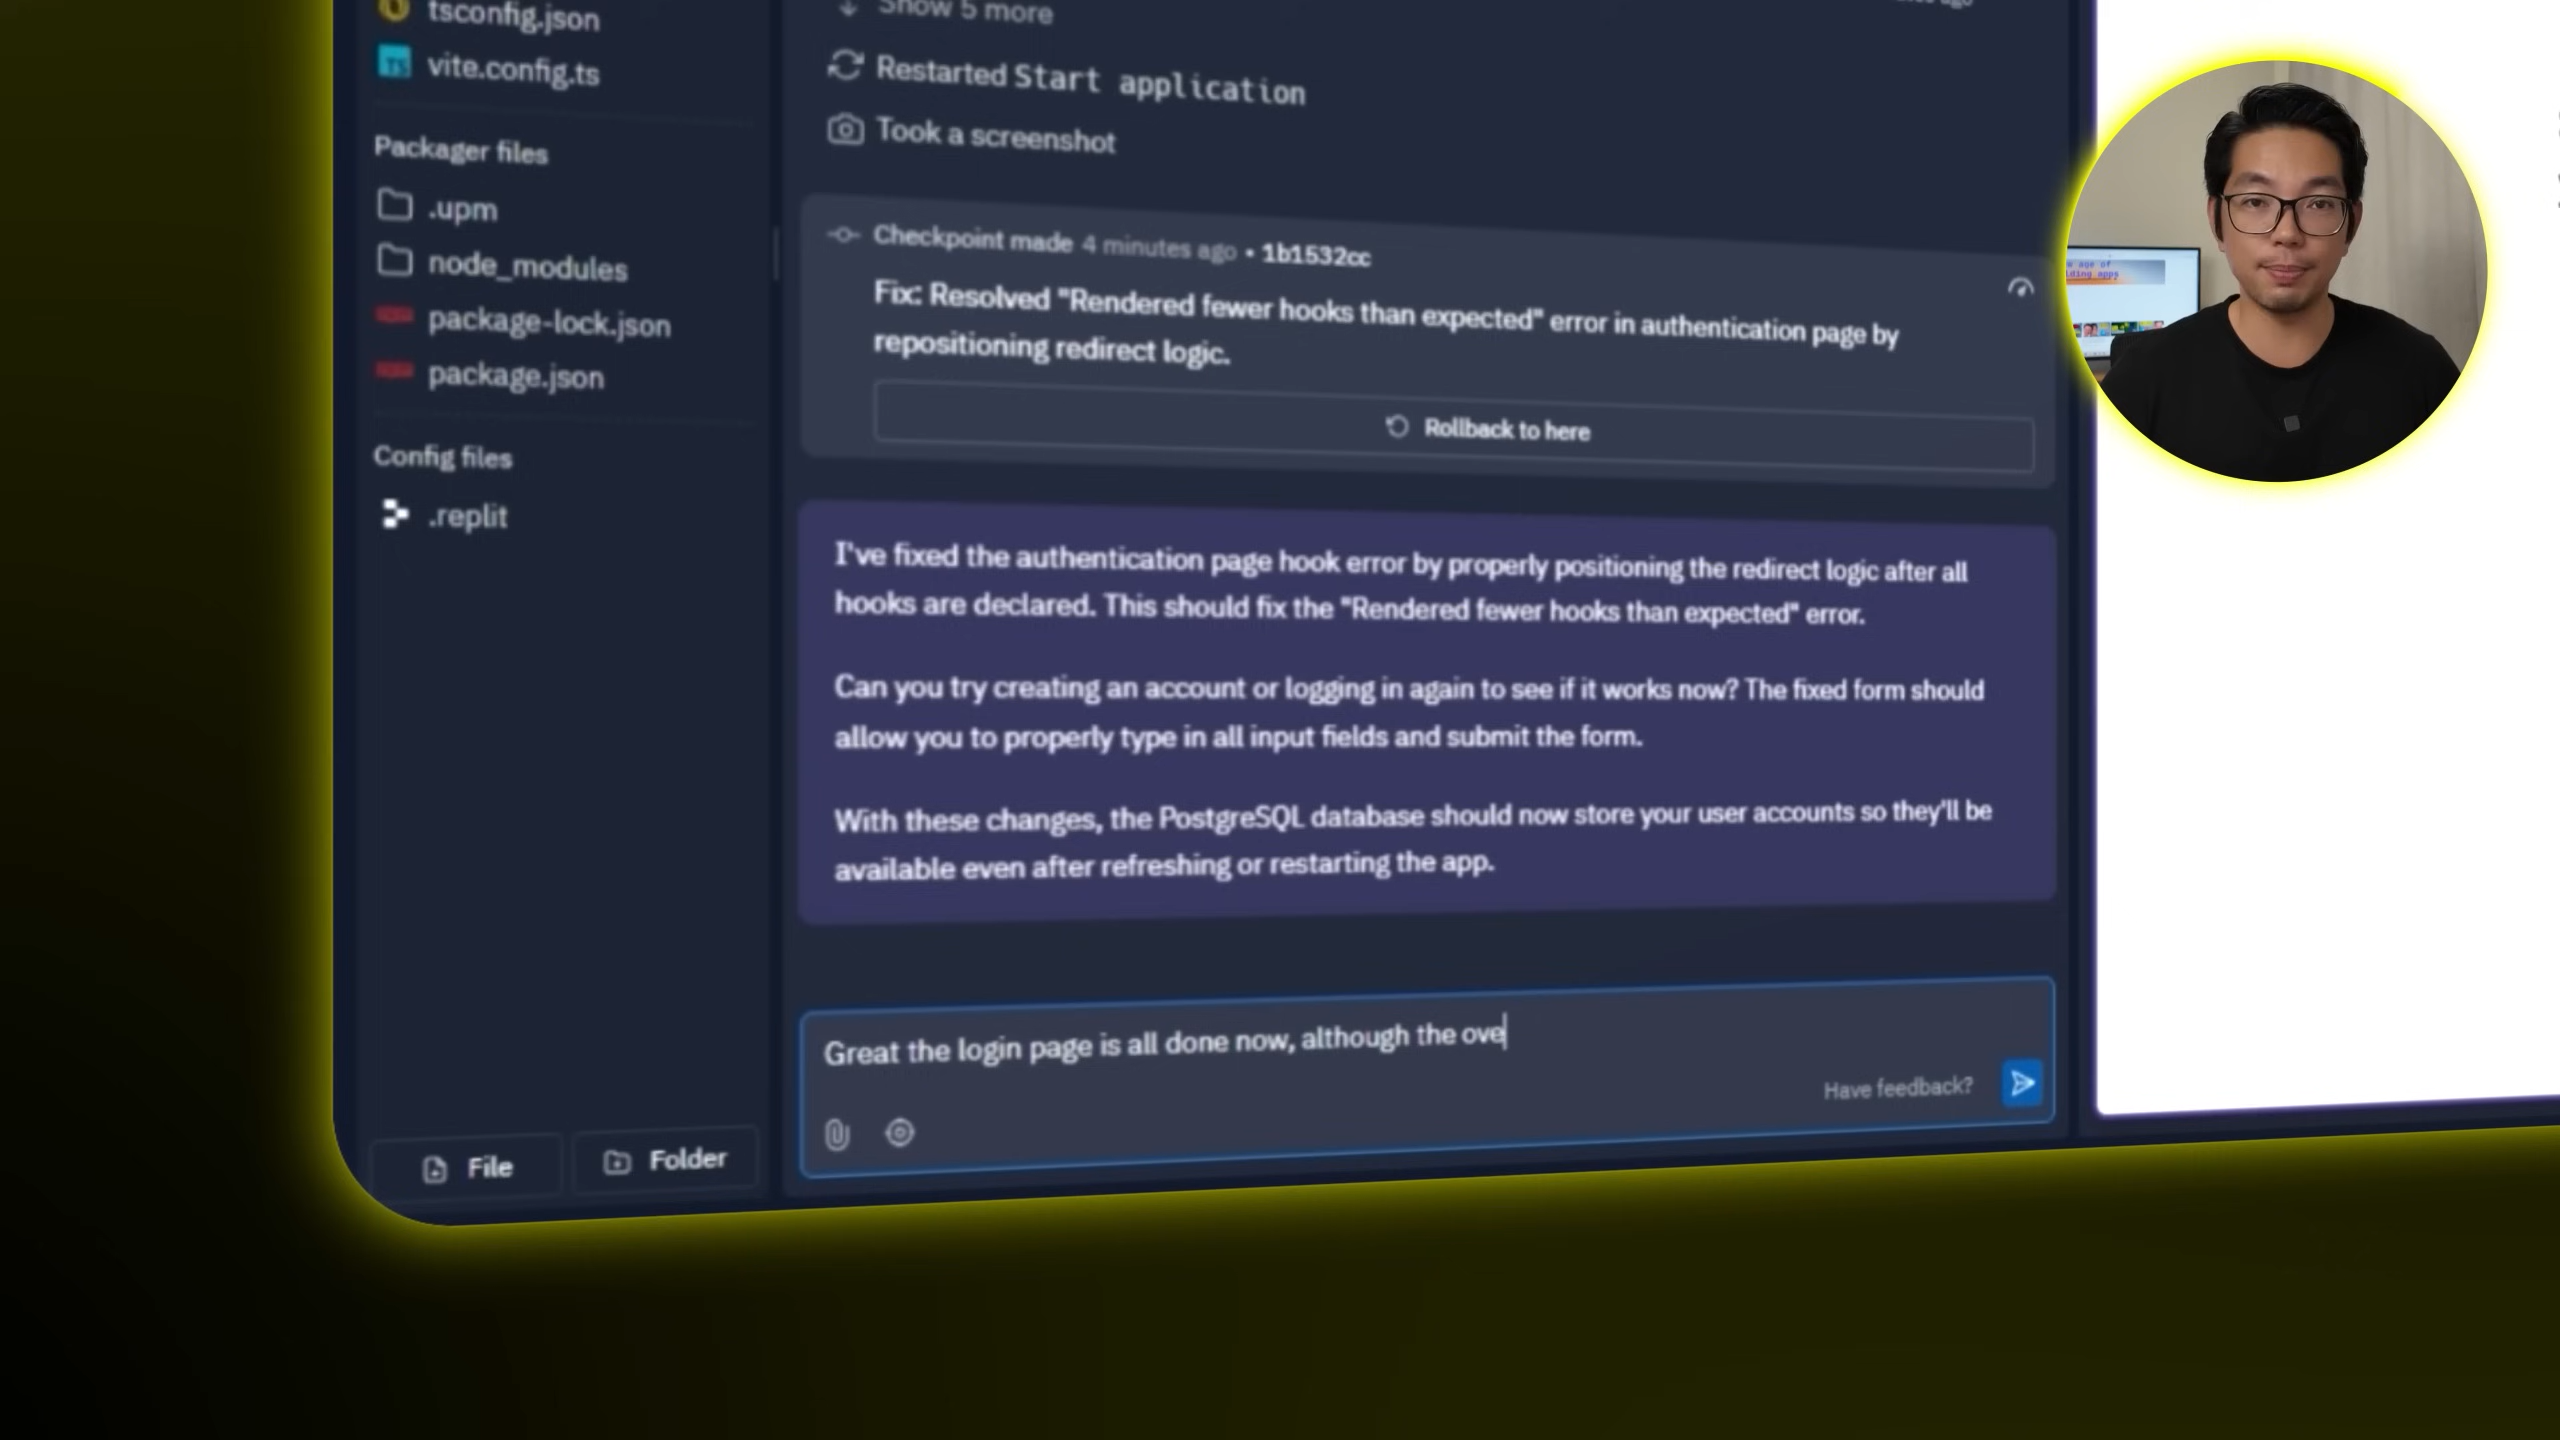 tsconfig.json
vite.config.ts
Packager files
.upm
node_modules
package-lock.json
package.json
Config files
.replit
File
Folder
Show 5 more
ago
Restarted Start application
Took a screenshot
Checkpoint made 4 minutes ago • 1b1532cc
Fix: Resolved "Rendered fewer hooks than expected" error in authentication page by
repositioning redirect logic.
Rollback to here
I've fixed the authentication page hook error by properly positioning the redirect logic after all
hooks are declared. This should fix the "Rendered fewer hooks than expected" error.
Can you try creating an account or logging in again to see if it works now? The fixed form should
allow you to properly type in all input fields and submit the form.
With these changes, the PostgreSQL database should now store your user accounts so they'll be
available even after refreshing or restarting the app.
Great the login page is all done now, although the ove
Have feedback?
age of
apps